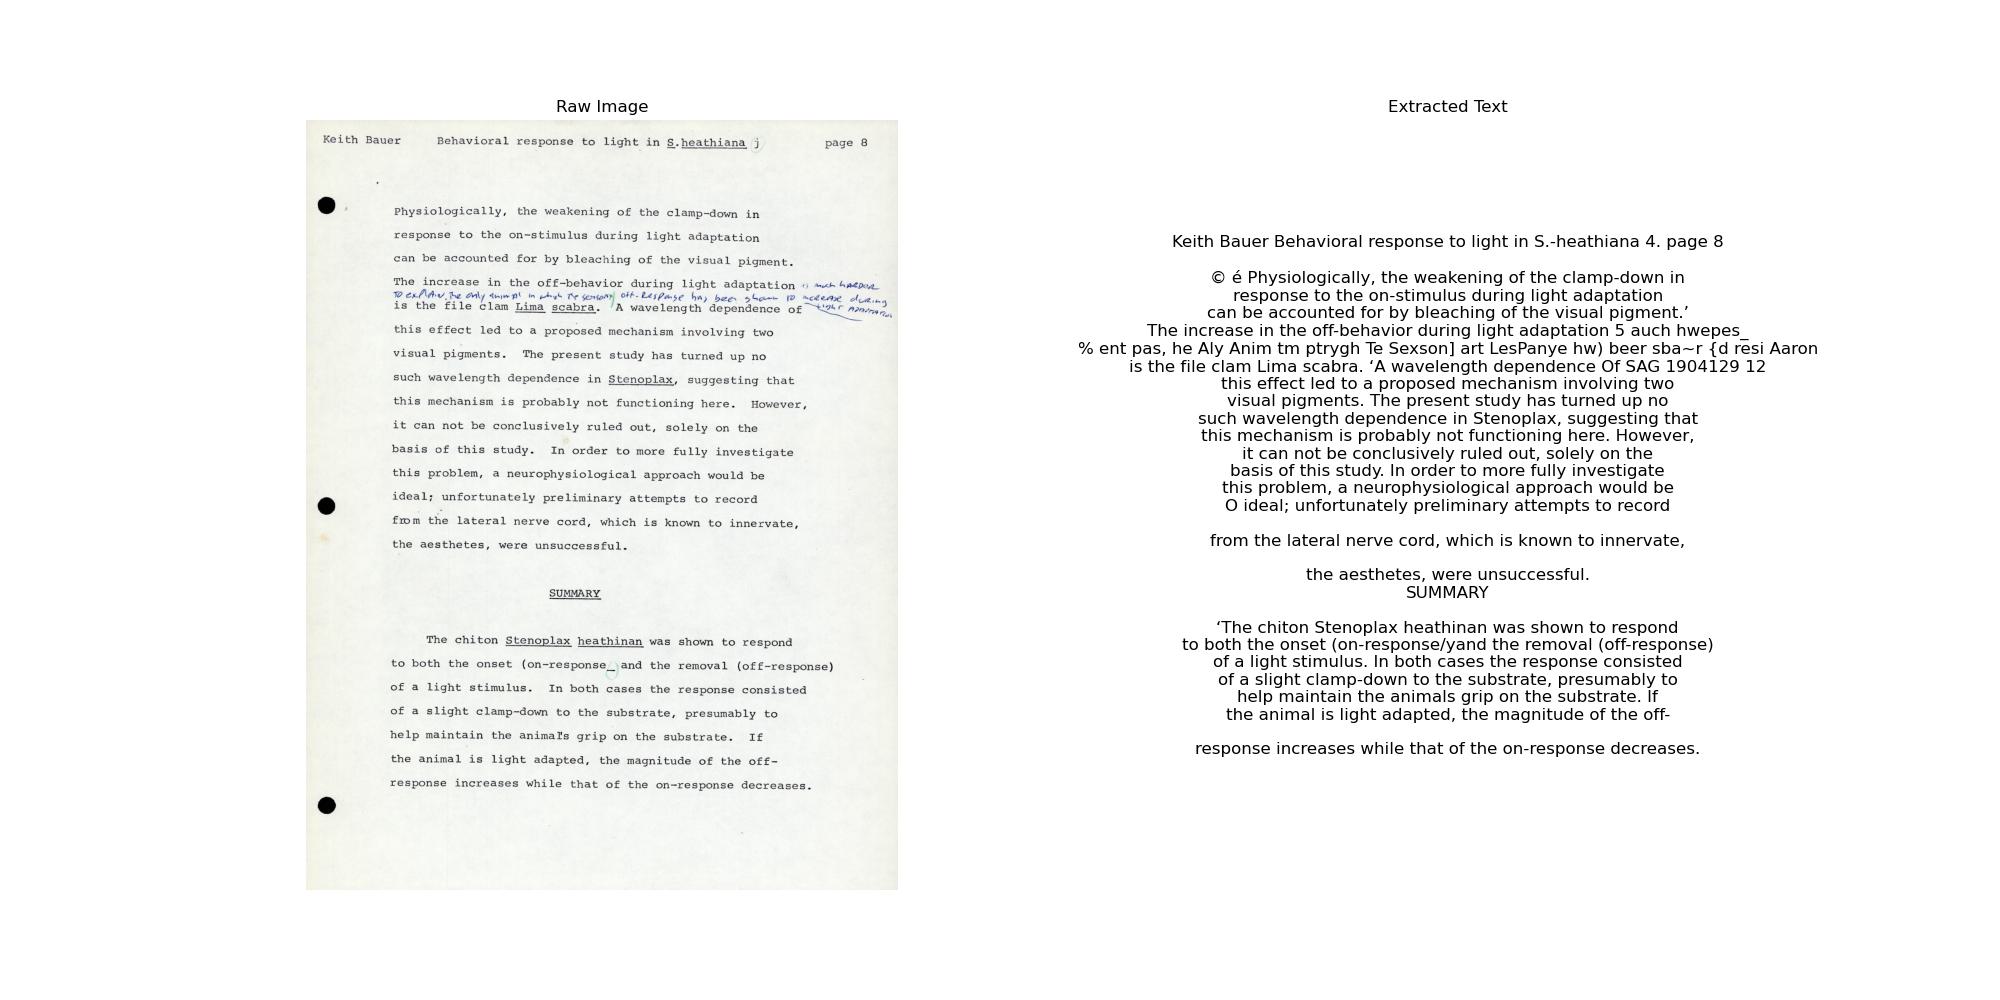 Raw Image
Keith Bauer Behavioral response to light in S.heathiana j page 8
Physiologically, the weakening of the clamp-down in
response to the on-stimulus during light adaptation
can be accounted for by bleaching of the visual pigment.
The increase in the off-behavior during light adaptation is much harder
to explain, the only animal in which the sensory off-response has been shown to increase during
light adaptation
is the file clam Lima scabra. A wavelength dependence of
this effect led to a proposed mechanism involving two
visual pigments. The present study has turned up no
such wavelength dependence in Stenoplax, suggesting that
this mechanism is probably not functioning here. However,
it can not be conclusively ruled out, solely on the
basis of this study. In order to more fully investigate
this problem, a neurophysiological approach would be
ideal; unfortunately preliminary attempts to record
from the lateral nerve cord, which is known to innervate,
the aesthetes, were unsuccessful.
SUMMARY
The chiton Stenoplax heathinan was shown to respond
to both the onset (on-response_ and the removal (off-response)
of a light stimulus. In both cases the response consisted
of a slight clamp-down to the substrate, presumably to
help maintain the animal's grip on the substrate. If
the animal is light adapted, the magnitude of the off-
response increases while that of the on-response decreases.
Extracted Text
Keith Bauer Behavioral response to light in S.-heathiana 4. page 8
© é Physiologically, the weakening of the clamp-down in
response to the on-stimulus during light adaptation
can be accounted for by bleaching of the visual pigment.’
The increase in the off-behavior during light adaptation 5 auch hwepes_
% ent pas, he Aly Anim tm ptrygh Te Sexson] art LesPanye hw) beer sba~r {d resi Aaron
is the file clam Lima scabra. ‘A wavelength dependence Of SAG 1904129 12
this effect led to a proposed mechanism involving two
visual pigments. The present study has turned up no
such wavelength dependence in Stenoplax, suggesting that
this mechanism is probably not functioning here. However,
it can not be conclusively ruled out, solely on the
basis of this study. In order to more fully investigate
this problem, a neurophysiological approach would be
O ideal; unfortunately preliminary attempts to record
from the lateral nerve cord, which is known to innervate,
the aesthetes, were unsuccessful.
SUMMARY
‘The chiton Stenoplax heathinan was shown to respond
to both the onset (on-response/yand the removal (off-response)
of a light stimulus. In both cases the response consisted
of a slight clamp-down to the substrate, presumably to
help maintain the animals grip on the substrate. If
the animal is light adapted, the magnitude of the off-
response increases while that of the on-response decreases.